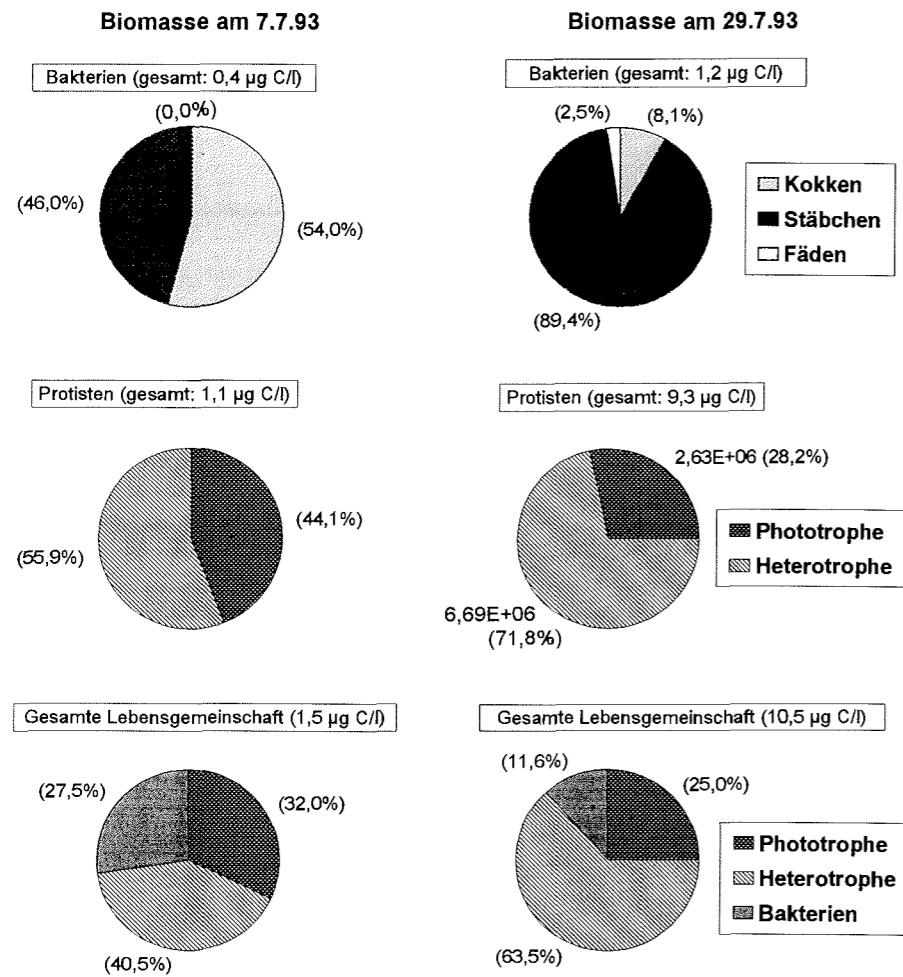 Biomasse am 7.7.93
Biomasse am 29.7.93
Bakterien (gesamt: 0,4 µg C/l)
(0,0%)
(46,0%)
(54,0%)
Bakterien (gesamt: 1,2 µg C/l)
(2,5%)
(8,1%)
(89,4%)
Kokken
Stäbchen
Fäden
Protisten (gesamt: 1,1 µg C/l)
(44,1%)
(55,9%)
Protisten (gesamt: 9,3 µg C/l)
2,63E+06 (28,2%)
6,69E+06
(71,8%)
Phototrophe
Heterotrophe
Gesamte Lebensgemeinschaft (1,5 µg C/l)
(27,5%)
(32,0%)
(40,5%)
Gesamte Lebensgemeinschaft (10,5 µg C/l)
(11,6%)
(25,0%)
(63,5%)
Phototrophe
Heterotrophe
Bakterien